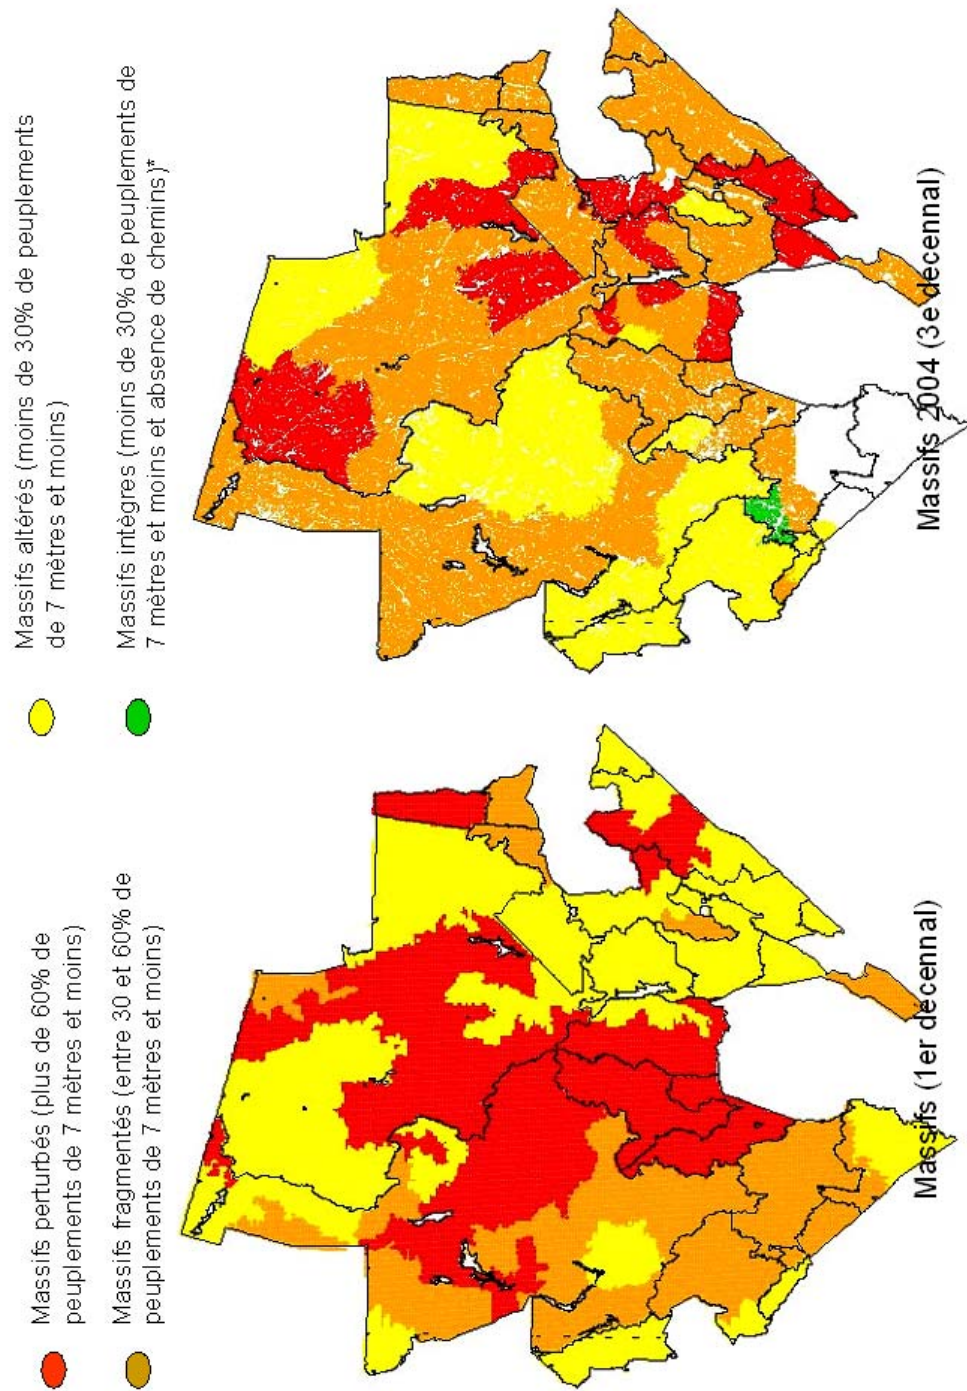 Massifs perturbés (plus de 60% de
peuplements de 7 mètres et moins)
Massifs fragmentés (entre 30 et 60% de
peuplements de 7 mètres et moins)
Massifs altérés (moins de 30% de peuplements
de 7 mètres et moins)
Massifs intègres (moins de 30% de peuplements de
7 mètres et moins et absence de chemins)*
Massifs (1er decennal)
Massifs 2004 (3e decennal)